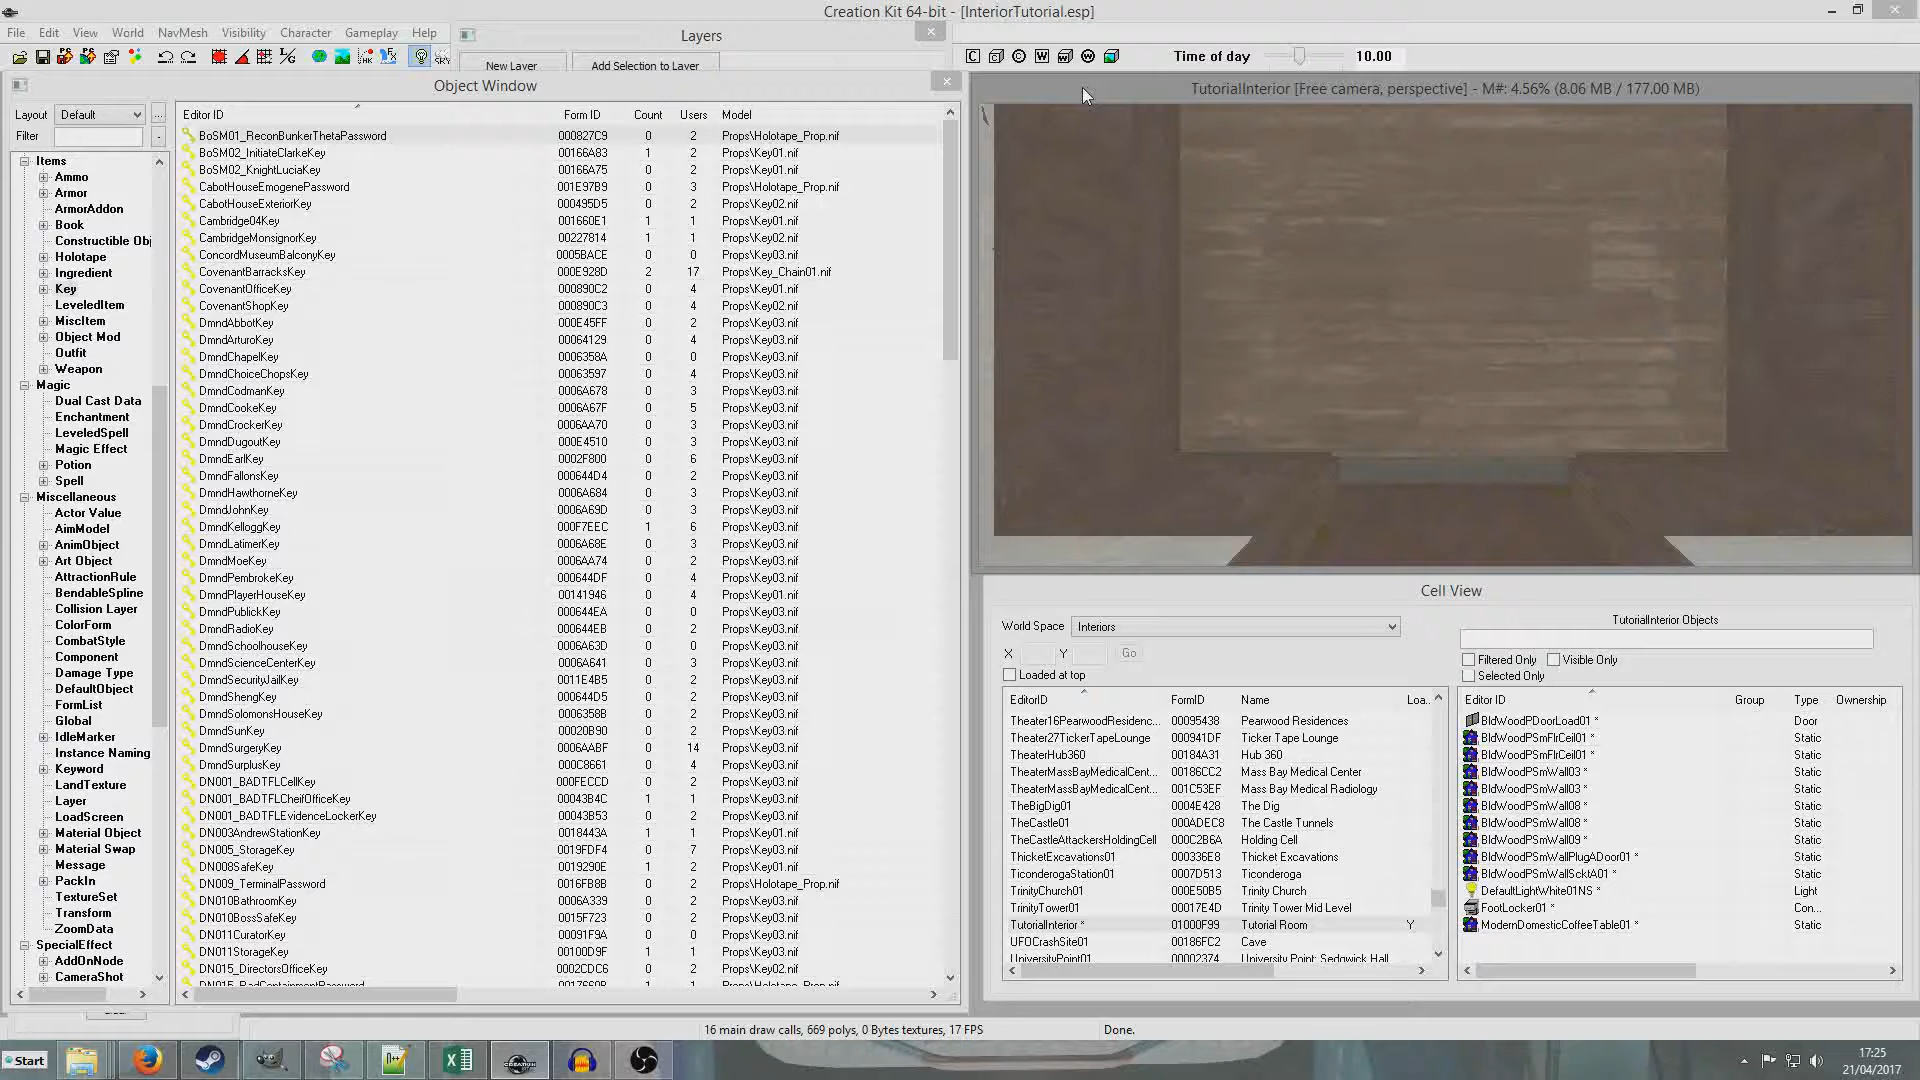 Creation Kit 64-bit - [InteriorTutorial.esp]
File Edit View World NavMesh Visibility Character Gameplay Help
Layers
New Layer Add Selection to Layer
Time of day 10.00
Object Window
TutorialInterior [Free camera, perspective] - M#: 4.56% (8.06 MB / 177.00 MB)
Layout Default
Filter
Items
Ammo
Armor
ArmorAddon
Book
Constructible Obj
Holotape
Ingredient
Key
LeveledItem
MiscItem
Object Mod
Outfit
Weapon
Magic
Dual Cast Data
Enchantment
LeveledSpell
Magic Effect
Potion
Spell
Miscellaneous
Actor Value
AimModel
AnimObject
Art Object
AttractionRule
BendableSpline
Collision Layer
ColorForm
CombatStyle
Component
Damage Type
DefaultObject
FormList
Global
IdleMarker
Instance Naming
Keyword
LandTexture
Layer
LoadScreen
Material Object
Material Swap
Message
PackIn
TextureSet
Transform
ZoomData
SpecialEffect
AddOnNode
CameraShot
Editor ID Form ID Count Users Model
BoSM01_ReconBunkerThetaPassword 000827C9 0 2 Props\Holotape_Prop.nif
BoSM02_InitiateClarkeKey 00166A83 1 2 Props\Key01.nif
BoSM02_KnightLuciaKey 00166A75 0 2 Props\Key01.nif
CabotHouseEmogenePassword 001E97B9 0 3 Props\Holotape_Prop.nif
CabotHouseExteriorKey 000495D5 0 2 Props\Key02.nif
Cambridge04Key 001660E1 1 1 Props\Key01.nif
CambridgeMonsignorKey 00227814 1 1 Props\Key02.nif
ConcordMuseumBalconyKey 0005BACE 0 0 Props\Key03.nif
CovenantBarracksKey 000E928D 2 17 Props\Key_Chain01.nif
CovenantOfficeKey 000890C2 0 4 Props\Key01.nif
CovenantShopKey 000890C3 0 4 Props\Key02.nif
DmndAbbotKey 000E45FF 0 2 Props\Key03.nif
DmndArturoKey 00064129 0 4 Props\Key03.nif
DmndChapelKey 0006358A 0 0 Props\Key03.nif
DmndChoiceChopsKey 00063597 0 4 Props\Key03.nif
DmndCodmanKey 0006A678 0 3 Props\Key03.nif
DmndCookeKey 0006A67F 0 5 Props\Key03.nif
DmndCrockerKey 0006AA70 0 3 Props\Key03.nif
DmndDugoutKey 000E4510 0 3 Props\Key03.nif
DmndEarlKey 0002F800 0 6 Props\Key03.nif
DmndFallonsKey 000644D4 0 2 Props\Key03.nif
DmndHawthorneKey 0006A684 0 3 Props\Key03.nif
DmndJohnKey 0006A69D 0 3 Props\Key03.nif
DmndKelloggKey 000F7EEC 1 6 Props\Key03.nif
DmndLatimerKey 0006A68E 0 3 Props\Key03.nif
DmndMoeKey 0006AA74 0 2 Props\Key03.nif
DmndPembrokeKey 000644DF 0 4 Props\Key03.nif
DmndPlayerHouseKey 00141946 0 4 Props\Key01.nif
DmndPublickKey 000644EA 0 0 Props\Key03.nif
DmndRadioKey 000644EB 0 2 Props\Key03.nif
DmndSchoolhouseKey 0006A63D 0 0 Props\Key03.nif
DmndScienceCenterKey 0006A641 0 3 Props\Key03.nif
DmndSecurityJailKey 0011E4B5 0 4 Props\Key03.nif
DmndShengKey 000644D5 0 2 Props\Key03.nif
DmndSolomonsHouseKey 0006358B 0 2 Props\Key03.nif
DmndSunKey 00020B90 0 2 Props\Key03.nif
DmndSurgeryKey 0006AABF 0 14 Props\Key03.nif
DmndSurplusKey 000C8661 0 4 Props\Key03.nif
DN001_BADTFLCellKey 000FECCD 0 2 Props\Key03.nif
DN001_BADTFLCheifOfficeKey 00043B4C 1 1 Props\Key03.nif
DN001_BADTFLEvidenceLockerKey 00043B53 0 2 Props\Key03.nif
DN003AndrewStationKey 0018443A 1 1 Props\Key03.nif
DN005_StorageKey 0019FDF4 0 7 Props\Key03.nif
DN008SafeKey 0019290E 1 2 Props\Key01.nif
DN009_TerminalPassword 0016FB8B 0 2 Props\Holotape_Prop.nif
DN010BathroomKey 0006A339 0 2 Props\Key03.nif
DN010BossSafeKey 0015F723 0 2 Props\Key03.nif
DN011CuratorKey 00091F9A 0 0 Props\Key03.nif
DN011StorageKey 00100D9F 1 1 Props\Key03.nif
DN015_DirectorsOfficeKey 0002CDC6 0 2 Props\Key02.nif
Cell View
World Space Interiors
X Y Go
Loaded at top
EditorID FormID Name Loa..
Theater16PearwoodResidenc... 00095438 Pearwood Residences
Theater27TickerTapeLounge 000941DF Ticker Tape Lounge
TheaterHub360 00184A31 Hub 360
TheaterMassBayMedicalCent... 00186CC2 Mass Bay Medical Center
TheaterMassBayMedicalCent... 001C53EF Mass Bay Medical Radiology
TheBigDig01 0004E428 The Dig
TheCastle01 000ADEC8 The Castle Tunnels
TheCastleAttackersHoldingCell 000C2B6A Holding Cell
ThicketExcavations01 000336E8 Thicket Excavations
TiconderogaStation01 0007D513 Ticonderoga
TrinityChurch01 000E50B5 Trinity Church
TrinityTower01 00017E4D Trinity Tower Mid Level
TutorialInterior * 01000F99 Tutorial Room Y
UFOCrashSite01 00186FC2 Cave
UniversityPoint01 00002374 University Point: Sedgwick Hall
TutorialInterior Objects
Filtered Only Visible Only
Selected Only
Editor ID Group Type Ownership
BldWoodPDoorLoad01 * Door
BldWoodPSmFlrCeil01 * Static
BldWoodPSmFlrCeil01 * Static
BldWoodPSmWall03 * Static
BldWoodPSmWall03 * Static
BldWoodPSmWall08 * Static
BldWoodPSmWall08 * Static
BldWoodPSmWall09 * Static
BldWoodPSmWallPlugADoor01 * Static
BldWoodPSmWallScktA01 * Static
DefaultLightWhite01NS * Light
FootLocker01 * Con...
ModernDomesticCoffeeTable01 * Static
16 main draw calls, 669 polys, 0 Bytes textures, 17 FPS Done.
Start
17:25
21/04/2017